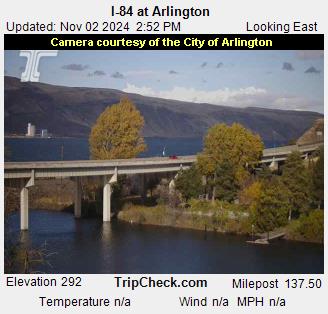 I-84 at Arlington
Updated: Nov 02 2024 2:52 PM Looking East
Camera courtesy of the City of Arlington
Elevation 292 TripCheck.com Milepost 137.50
Temperature n/a Wind n/a MPH n/a